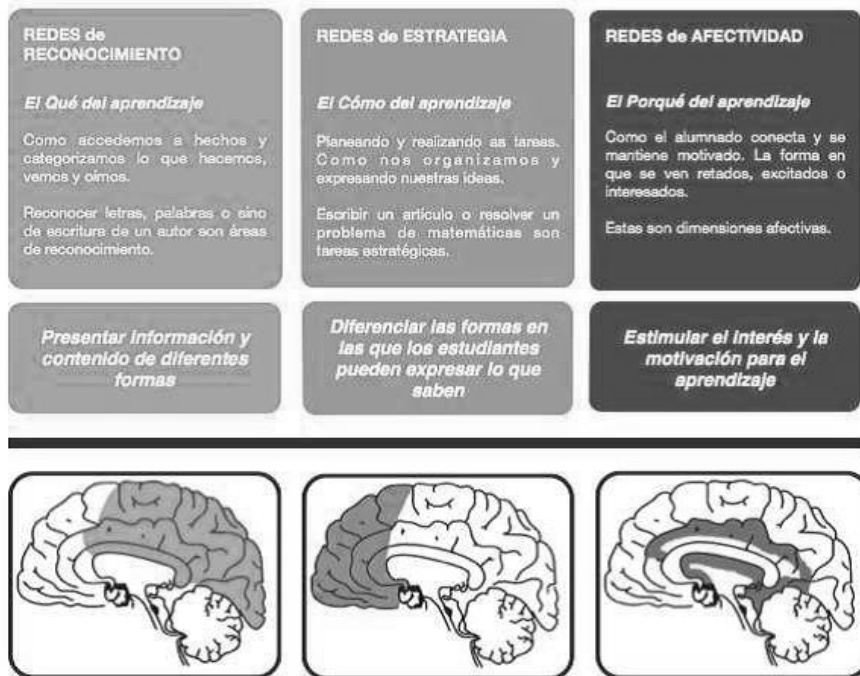 REDES de
RECONOCIMIENTO
El Qué del aprendizaje
Como accedemos a hechos y
categorizamos lo que hacemos,
vemos y oímos.
Reconocer letras, palabras o sino
de escritura de un autor son áreas
de reconocimiento.
Presentar información y
contenido de diferentes
formas
REDES de ESTRATEGIA
El Cómo del aprendizaje
Planeando y realizando as tareas.
Como nos organizamos y
expresando nuestras ideas.
Escribir un artículo o resolver un
problema de matemáticas son
tareas estratégicas.
Diferenciar las formas en
las que los estudiantes
pueden expresar lo que
saben
REDES de AFECTIVIDAD
El Porqué del aprendizaje
Como el alumnado conecta y se
mantiene motivado. La forma en
que se ven retados, excitados o
interesados.
Estas son dimensiones afectivas.
Estimular el interés y la
motivación para el
aprendizaje